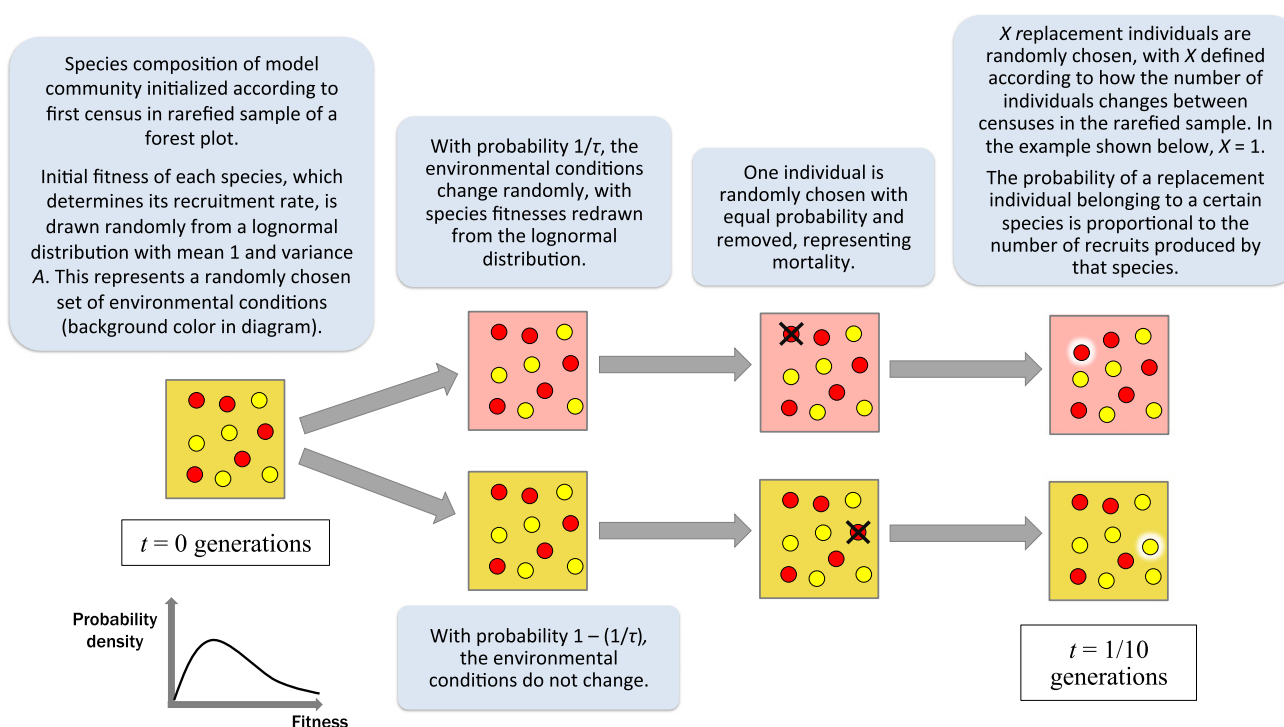 Species composition of model
community initialized according to
first census in rarefied sample of a
forest plot.
Initial fitness of each species, which
determines its recruitment rate, is
drawn randomly from a lognormal
distribution with mean 1 and variance
A. This represents a randomly chosen
set of environmental conditions
(background color in diagram).
With probability 1/τ, the
environmental conditions
change randomly, with
species fitnesses redrawn
from the lognormal
distribution.
One individual is
randomly chosen with
equal probability and
removed, representing
mortality.
X replacement individuals are
randomly chosen, with X defined
according to how the number of
individuals changes between
censuses in the rarefied sample. In
the example shown below, X = 1.
The probability of a replacement
individual belonging to a certain
species is proportional to the
number of recruits produced by
that species.
t = 0 generations
Probability
density
Fitness
With probability 1 – (1/τ),
the environmental
conditions do not change.
t = 1/10
generations